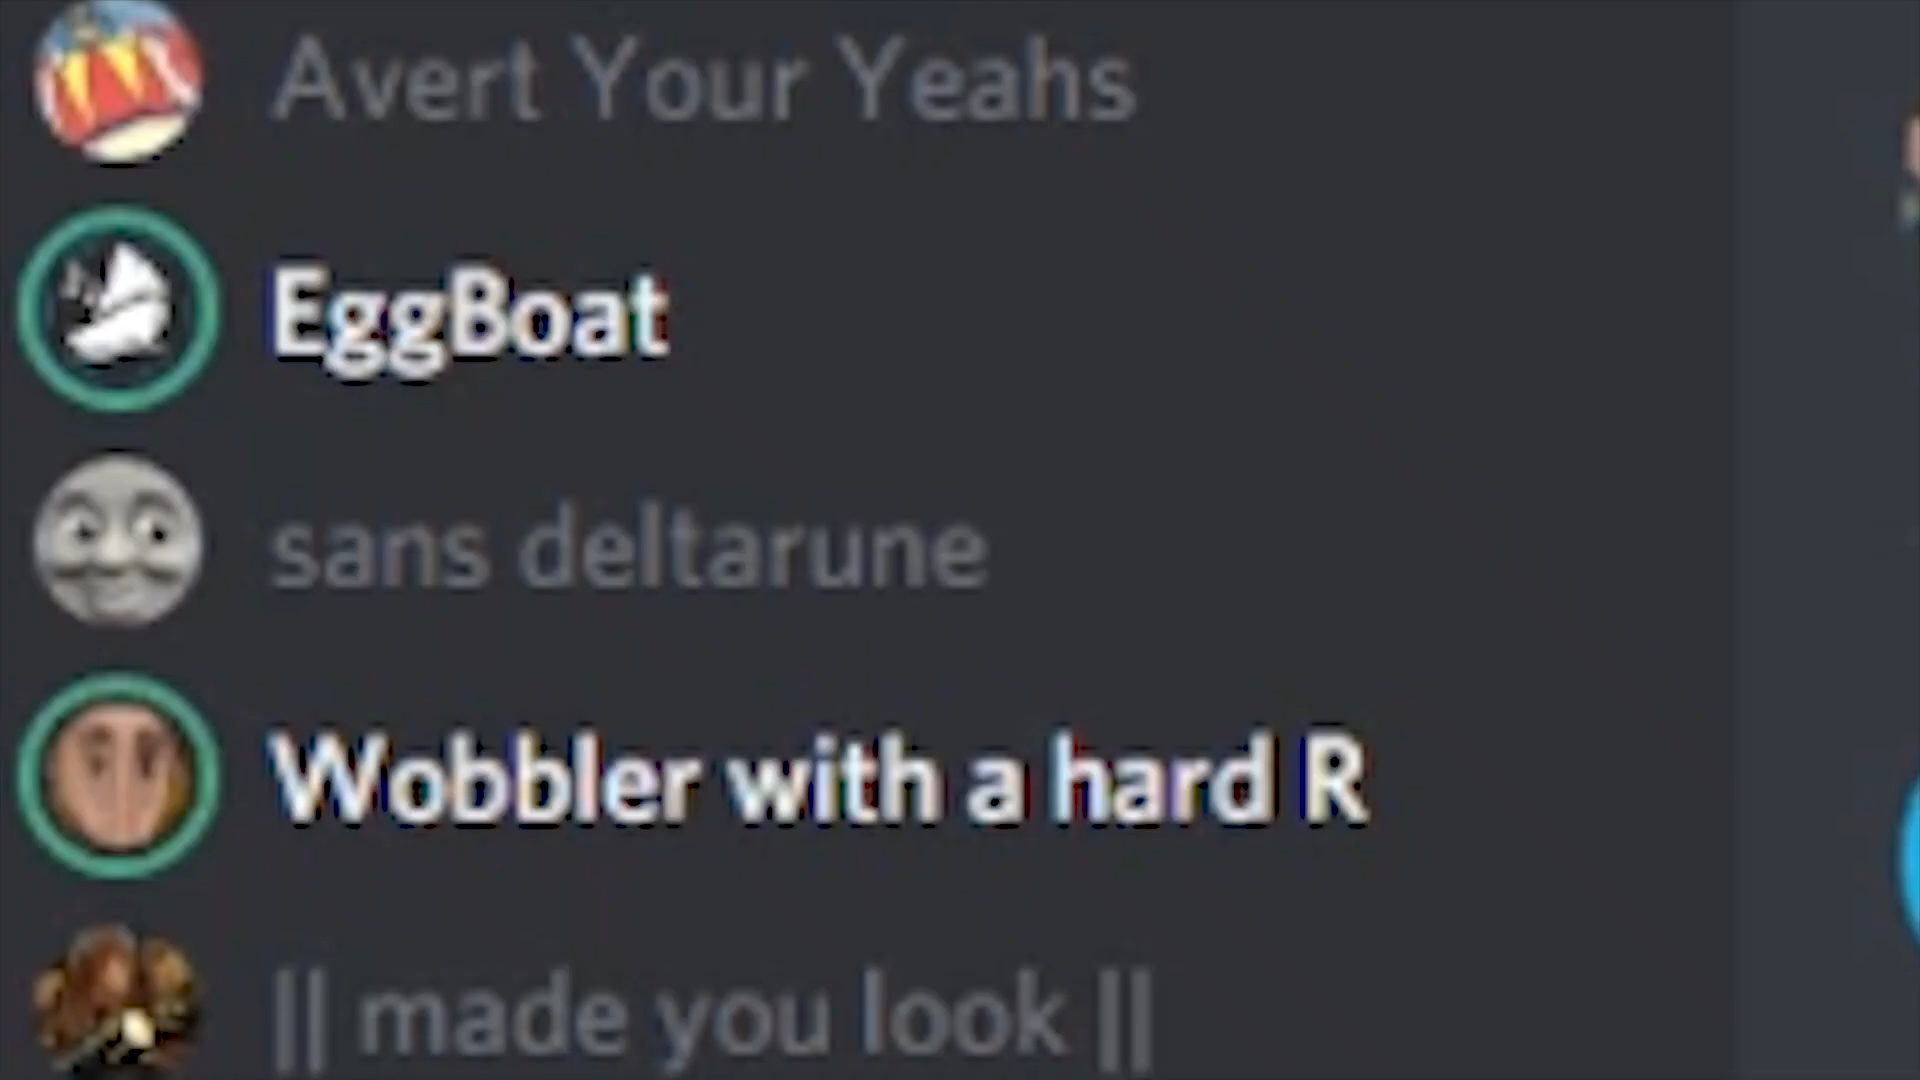 Avert Your Yeahs
EggBoat
sans deltarune
Wobbler with a hard R
|| made you look ||